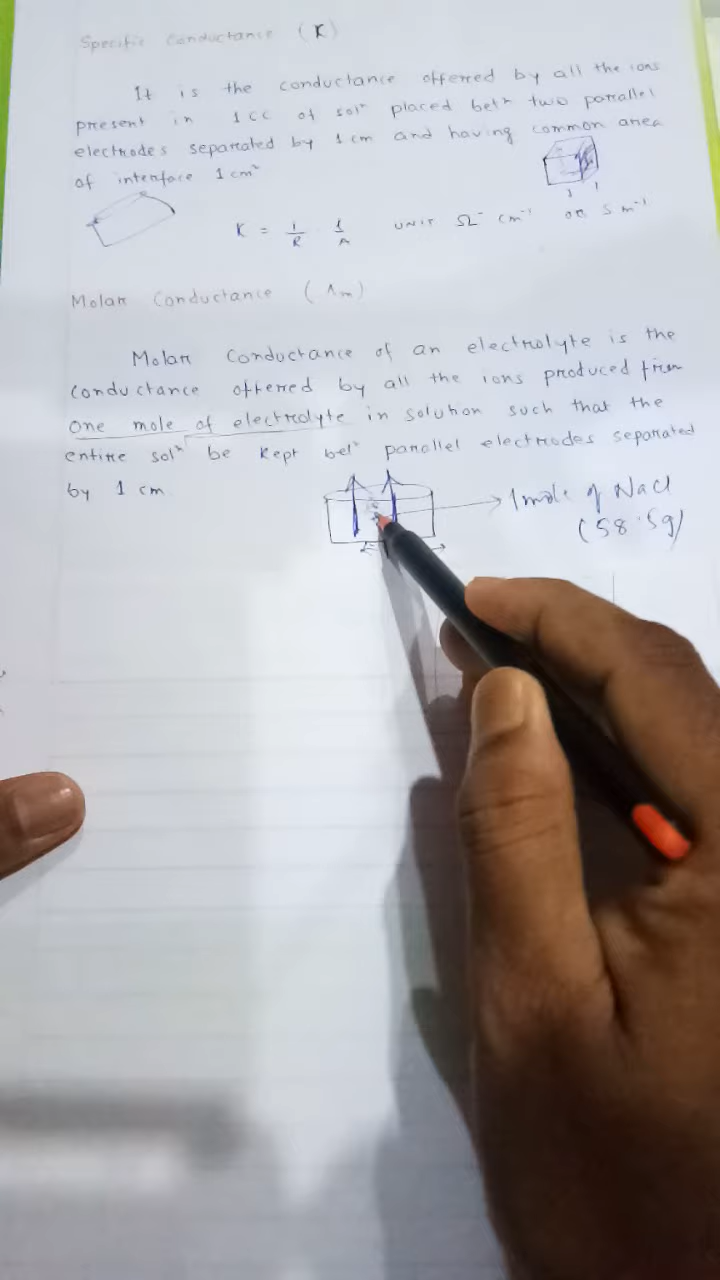 Specific Conductance (K)
It is the conductance offerred by all the ions
present in 1 cc of solⁿ placed betⁿ two parallel
electrodes separated by 1 cm and having common area
of interface 1 cm²
K = 1/R l/A UNIT Ω⁻ cm⁻¹ or S m⁻¹
Molar Conductance (Λm)
Molar Conductance of an electrolyte is the
conductance offerred by all the ions produced from
one mole of electrolyte in solution such that the
entire solⁿ be kept betⁿ parallel electrodes separated
by 1 cm
1 mole of NaCl
(58.5g)